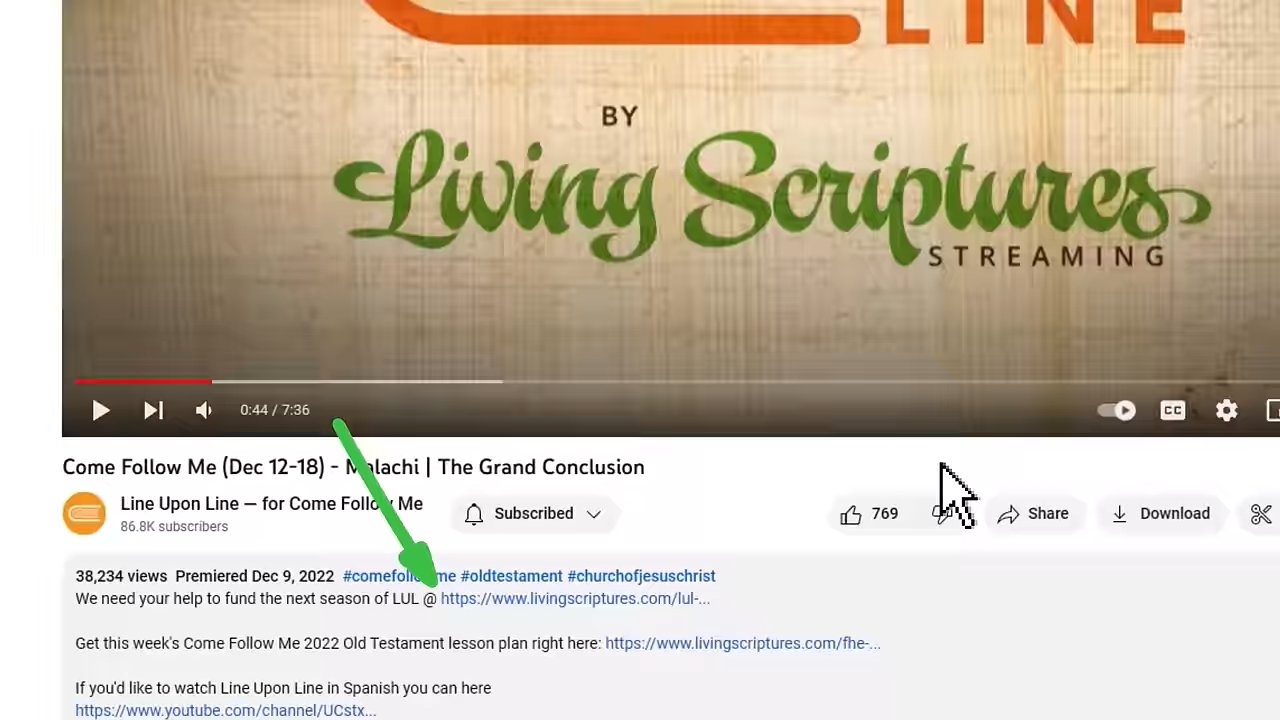 LINE
BY
Living Scriptures
STREAMING
CC
0:44 / 7:36
Come Follow Me (Dec 12-18) - Malachi | The Grand Conclusion
Line Upon Line — for Come Follow Me
86.8K subscribers
Subscribed
769
Share
Download
38,234 views Premiered Dec 9, 2022 #comefollowme #oldtestament #churchofjesuschrist
We need your help to fund the next season of LUL @ https://www.livingscriptures.com/lul-...
Get this week's Come Follow Me 2022 Old Testament lesson plan right here: https://www.livingscriptures.com/fhe-...
If you'd like to watch Line Upon Line in Spanish you can here
https://www.youtube.com/channel/UCstx...